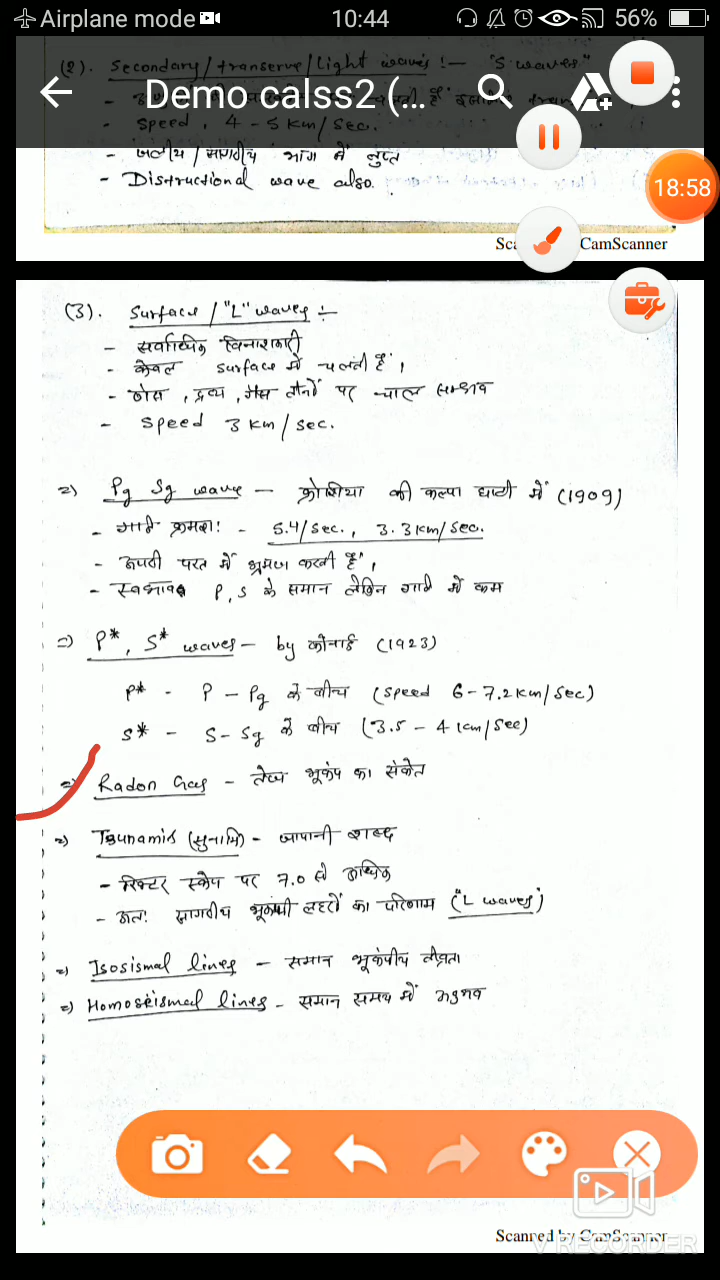 Airplane mode 10:44 56%
(2). Secondary/transerve/Light waves :- "S waves"
Demo calss2 (...
- speed, 4 - 5 km/sec.
- जलीय/सागरीय भाग में लुप्त
- Distructional wave also.
18:58
CamScanner
(3). Surface/"L" waves :-
- सर्वाधिक विनाशकारी
- केवल surface में चलती हैं।
- ठोस, द्रव्य, गैस तीनों पर चाल सम्भव
- speed 3 km/sec.
⇒ Pg Sg wave - क्रोशिया की कल्पा घाटी में (1909)
- गति क्रमशः - 5.4/sec., 3.3 km/sec.
- ऊपरी परत में भ्रमण करती हैं।
- स्वभाव P, S के समान लेकिन गति में कम
⇒ P*, S* waves - by कोनार्ड (1923)
P* - P - Pg के बीच (speed 6 - 7.2 km/sec)
S* - S - Sg के बीच (3.5 - 4 km/sec)
⇒ Radon Gas - तेज भूकंप का संकेत
⇒ Tsunamis (सुनामि) - जापानी शब्द
- रिक्टर स्केप पर 7.0 से अधिक
- अतः सागरीय भूकंपी लहरों का परिणाम ("L waves)
⇒ Isosismal lines - समान भूकंपीय तीव्रता
⇒ Homoseismal lines - समान समय में अनुभव
Scanned by CamScanner
V RECORDER